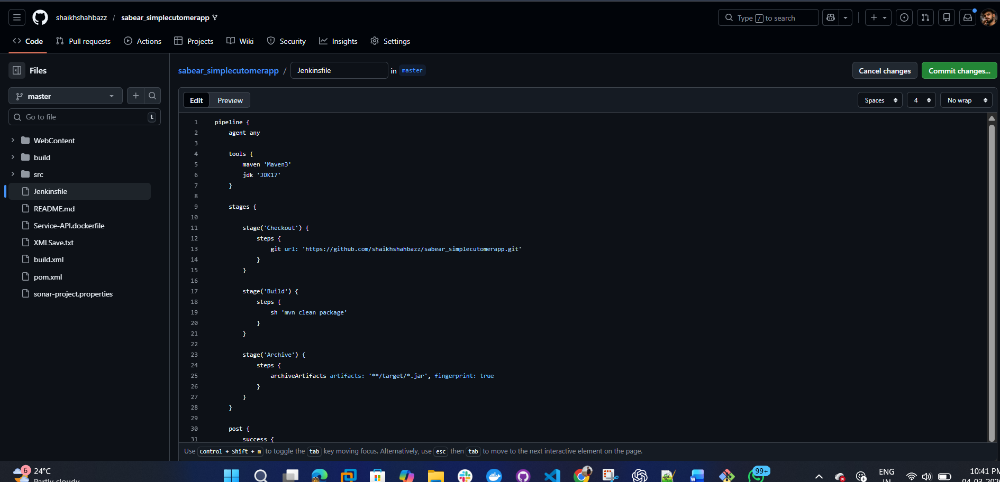 shaikhshahbazz / sabear_simplecutomerapp
Type / to search
Code
Pull requests
Actions
Projects
Wiki
Security
Insights
Settings
Files
master
Go to file
t
WebContent
build
src
Jenkinsfile
README.md
Service-API.dockerfile
XMLSave.txt
build.xml
pom.xml
sonar-project.properties
sabear_simplecutomerapp / Jenkinsfile in master
Cancel changes
Commit changes...
Edit
Preview
Spaces
4
No wrap
1 pipeline {
2 agent any
3
4 tools {
5 maven 'Maven3'
6 jdk 'JDK17'
7 }
8
9 stages {
10
11 stage('Checkout') {
12 steps {
13 git url: 'https://github.com/shaikhshahbazz/sabear_simplecutomerapp.git'
14 }
15 }
16
17 stage('Build') {
18 steps {
19 sh 'mvn clean package'
20 }
21 }
22
23 stage('Archive') {
24 steps {
25 archiveArtifacts artifacts: '**/target/*.jar', fingerprint: true
26 }
27 }
28 }
29
30 post {
31 success {
Use Control + Shift + m to toggle the tab key moving focus. Alternatively, use esc then tab to move to the next interactive element on the page.
6
24°C
Partly cloudy
99+
ENG
IN
10:41 PM
04-03-202